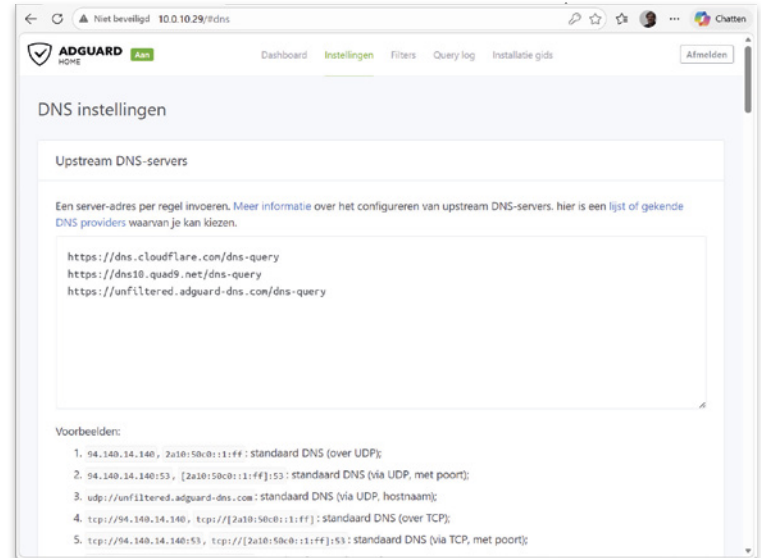 Niet beveiligd 10.0.10.29/#dns
Chatten
ADGUARD
HOME
Aan
Dashboard Instellingen Filters Query log Installatie gids
Afmelden
DNS instellingen
Upstream DNS-servers
Een server-adres per regel invoeren. Meer informatie over het configureren van upstream DNS-servers. hier is een lijst of gekende
DNS providers waarvan je kan kiezen.
https://dns.cloudflare.com/dns-query
https://dns10.quad9.net/dns-query
https://unfiltered.adguard-dns.com/dns-query
Voorbeelden:
1. 94.140.14.140, 2a10:50c0::1:ff: standaard DNS (over UDP);
2. 94.140.14.140:53, [2a10:50c0::1:ff]:53: standaard DNS (via UDP, met poort);
3. udp://unfiltered.adguard-dns.com: standaard DNS (via UDP, hostnaam);
4. tcp://94.140.14.140, tcp://[2a10:50c0::1:ff]: standaard DNS (over TCP);
5. tcp://94.140.14.140:53, tcp://[2a10:50c0::1:ff]:53: standaard DNS (via TCP, met poort);